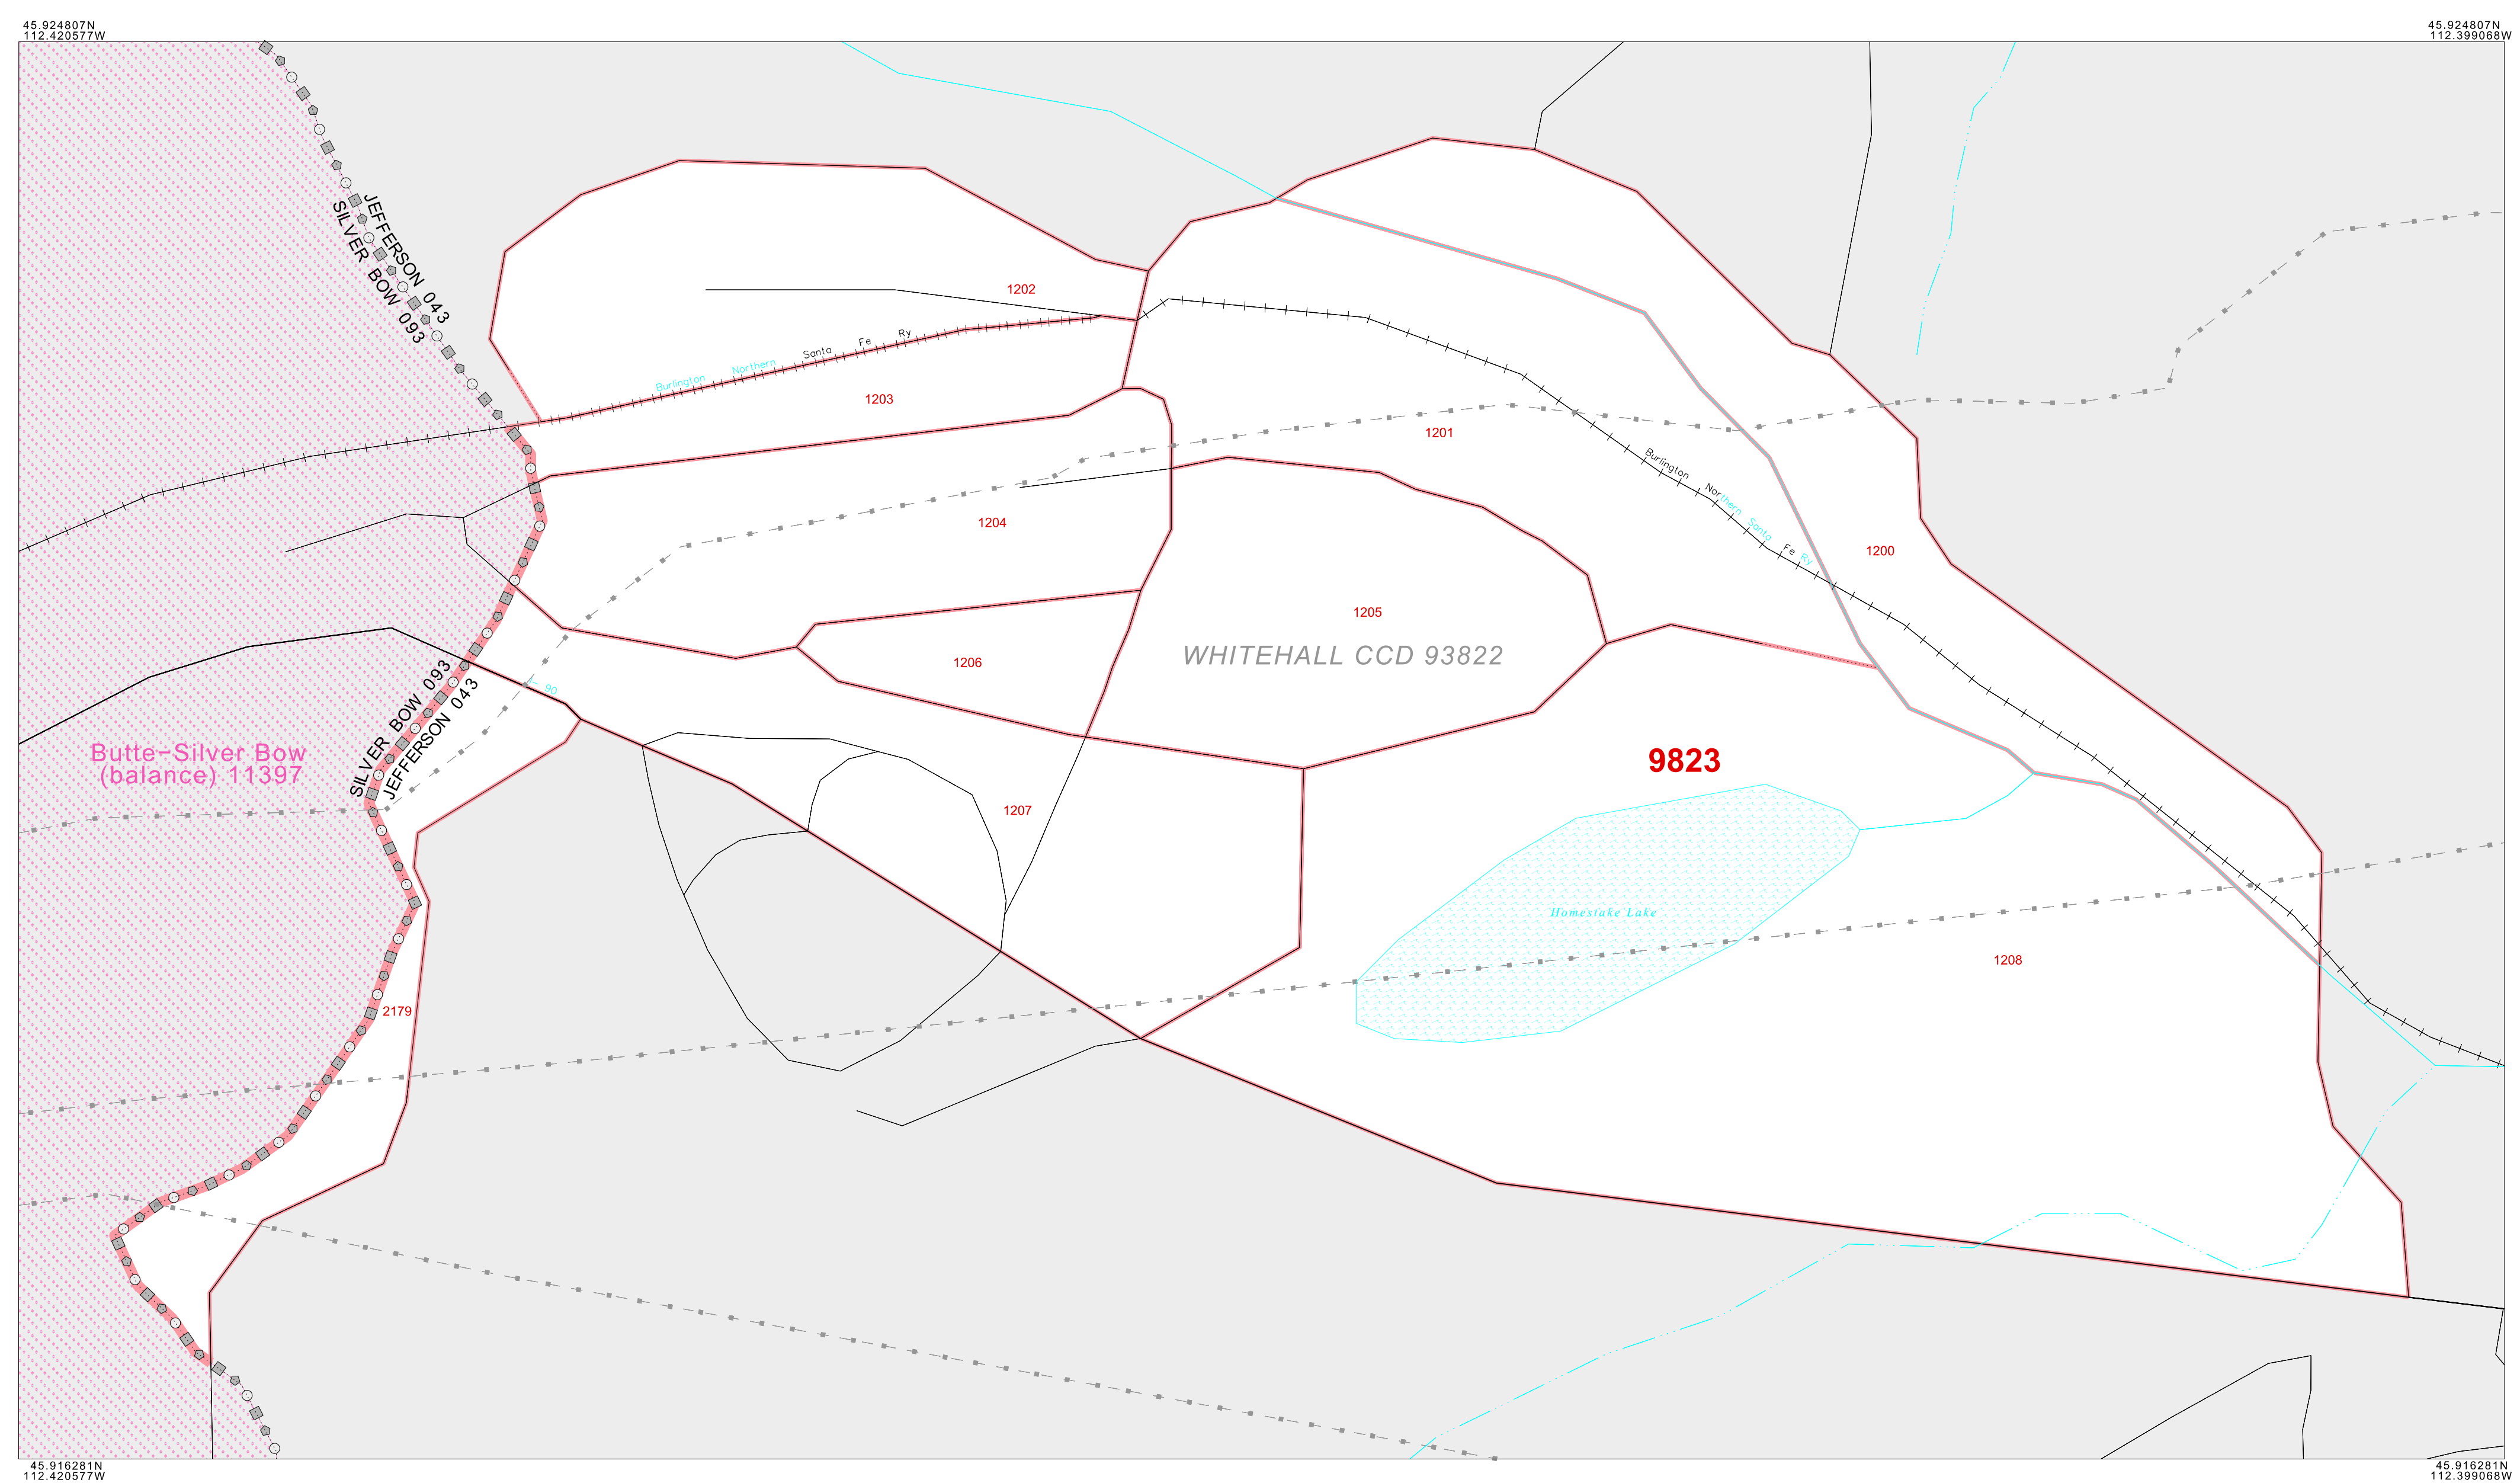 45.924807N
112.420577W
45.924807N
112.399068W
JEFFERSON 043
SILVER BOW 093
1202
Burlington Northern Santa Fe Ry
1203
1201
Burlington Northern Santa Fe Ry
1204
1200
1205
WHITEHALL CCD 93822
1206
I- 90
SILVER BOW 093
JEFFERSON 043
Butte-Silver Bow
(balance) 11397
9823
1207
Homestake Lake
1208
2179
45.916281N
112.420577W
45.916281N
112.399068W